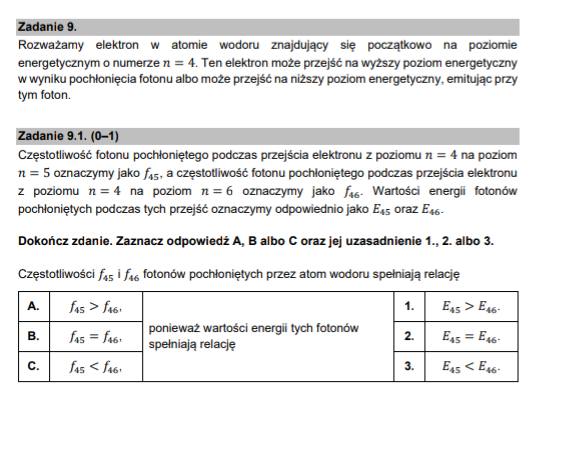 Zadanie 9.
Rozważamy elektron w atomie wodoru znajdujący się początkowo na poziomie
energetycznym o numerze n = 4. Ten elektron może przejść na wyższy poziom energetyczny
w wyniku pochłonięcia fotonu albo może przejść na niższy poziom energetyczny, emitując przy
tym foton.
Zadanie 9.1. (0–1)
Częstotliwość fotonu pochłoniętego podczas przejścia elektronu z poziomu n = 4 na poziom
n = 5 oznaczymy jako f₄₅, a częstotliwość fotonu pochłoniętego podczas przejścia elektronu
z poziomu n = 4 na poziom n = 6 oznaczymy jako f₄₆. Wartości energii fotonów
pochłoniętych podczas tych przejść oznaczymy odpowiednio jako E₄₅ oraz E₄₆.
Dokończ zdanie. Zaznacz odpowiedź A, B albo C oraz jej uzasadnienie 1., 2. albo 3.
Częstotliwości f₄₅ i f₄₆ fotonów pochłoniętych przez atom wodoru spełniają relację
A. f₄₅ > f₄₆, 1. E₄₅ > E₄₆.
B. f₄₅ = f₄₆, ponieważ wartości energii tych fotonów
spełniają relację 2. E₄₅ = E₄₆.
C. f₄₅ < f₄₆, 3. E₄₅ < E₄₆.